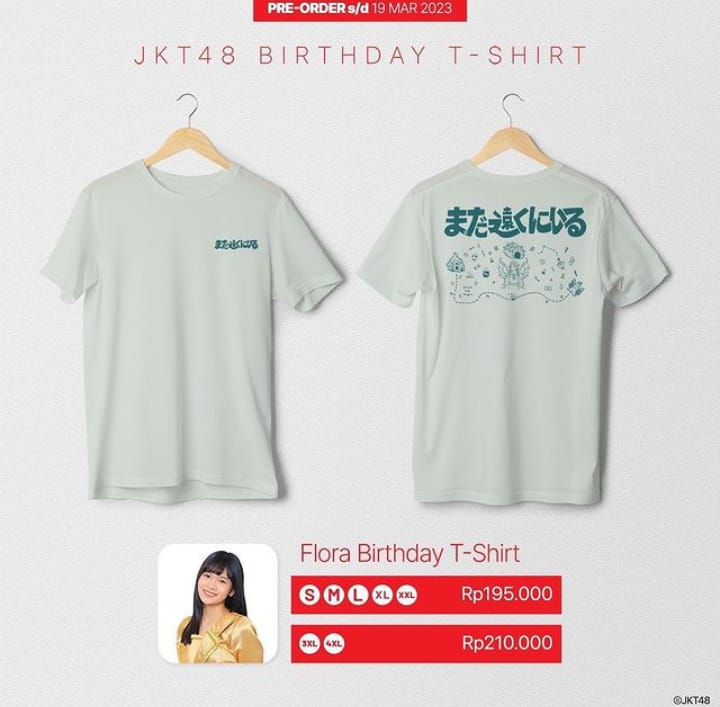 PRE-ORDER s/d 19 MAR 2023
JKT48 BIRTHDAY T-SHIRT
まだ遠くにいる
まだ遠くにいる
Flora Birthday T-Shirt
S M L XL XXL Rp195.000
3XL 4XL Rp210.000
©JKT48